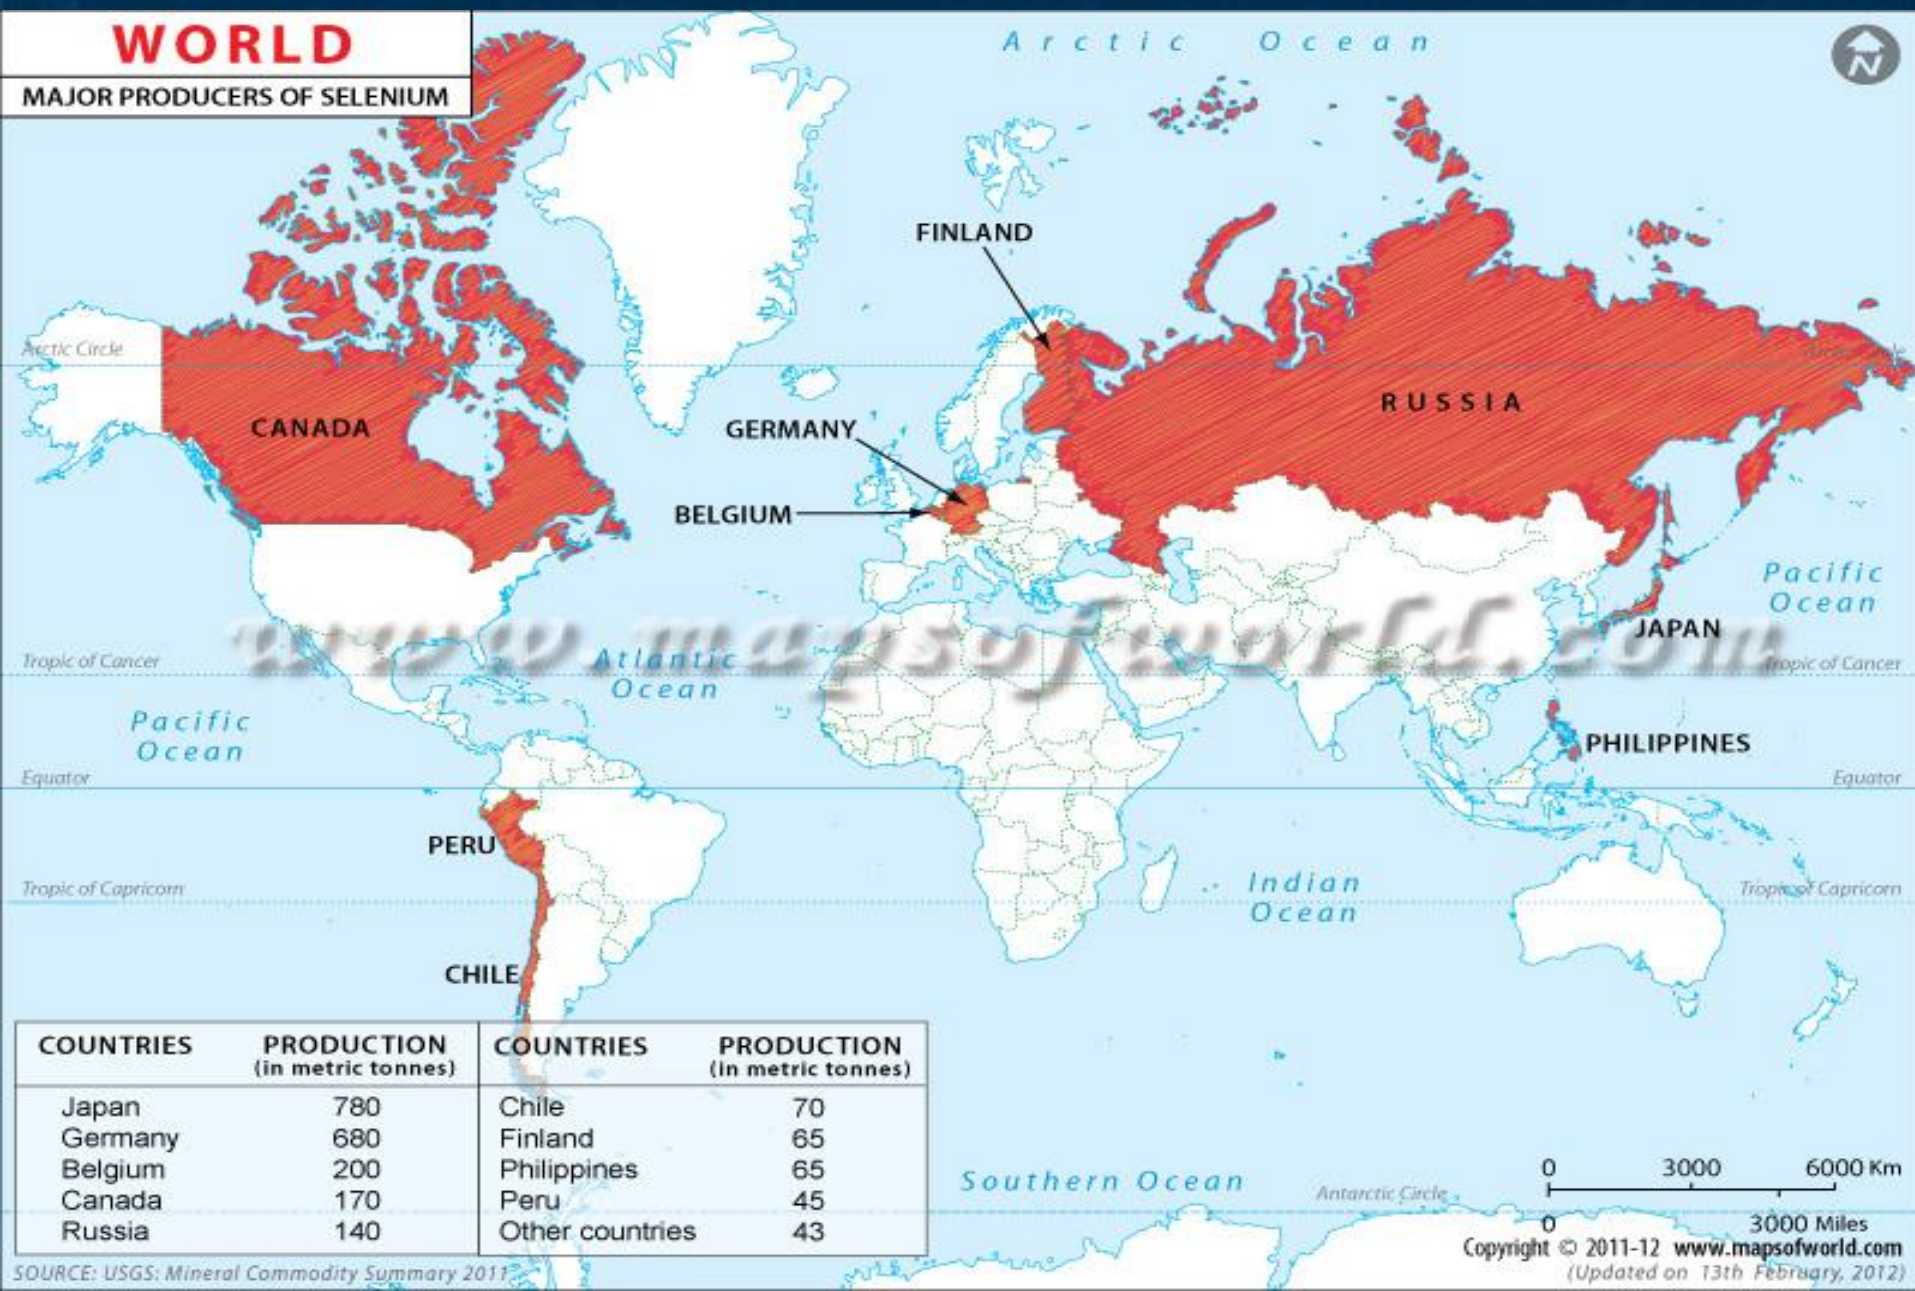 WORLD
MAJOR PRODUCERS OF SELENIUM
Arctic Ocean
N
FINLAND
Arctic Circle
RUSSIA
CANADA
GERMANY
BELGIUM
Pacific
Ocean
JAPAN
www.mapsofworld.com
Tropic of Cancer
Atlantic
Ocean
Tropic of Cancer
Pacific
Ocean
PHILIPPINES
Equator
Equator
PERU
Tropic of Capricorn
Indian
Ocean
Tropic of Capricorn
CHILE
COUNTRIES PRODUCTION COUNTRIES PRODUCTION
(in metric tonnes) (in metric tonnes)
Japan 780 Chile 70
Germany 680 Finland 65
Belgium 200 Philippines 65
Canada 170 Peru 45
Russia 140 Other countries 43
Southern Ocean
Antarctic Circle
0 3000 6000 Km
0 3000 Miles
Copyright © 2011-12 www.mapsofworld.com
(Updated on 13th February, 2012)
SOURCE: USGS: Mineral Commodity Summary 2011